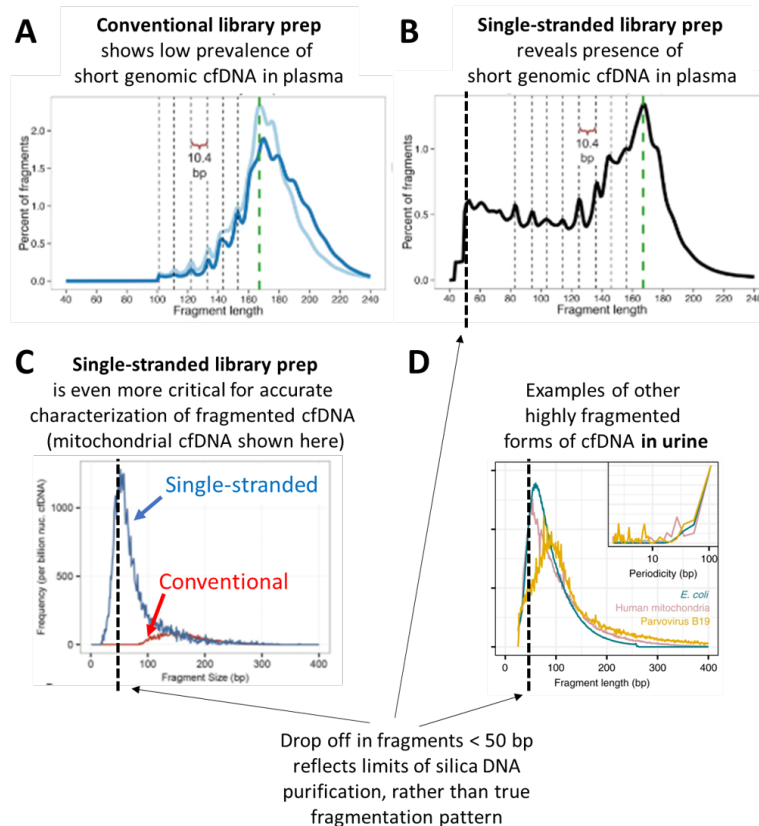 A
Conventional library prep
shows low prevalence of
short genomic cfDNA in plasma
Percent of fragments
2.0
1.5
1.0
0.5
0.0
10.4
bp
40 60 80 100 120 140 160 180 200 220 240
Fragment length
B
Single-stranded library prep
reveals presence of
short genomic cfDNA in plasma
Percent of fragments
1.0
0.5
0.0
10.4
bp
40 60 80 100 120 140 160 180 200 220 240
Fragment length
C
Single-stranded library prep
is even more critical for accurate
characterization of fragmented cfDNA
(mitochondrial cfDNA shown here)
Frequency (per billion nuc. cfDNA)
1000
500
0
Single-stranded
Conventional
0 100 200 300 400
Fragment Size (bp)
D
Examples of other
highly fragmented
forms of cfDNA in urine
10 100
Periodicity (bp)
E. coli
Human mitochondria
Parvovirus B19
0 100 200 300 400
Fragment length (bp)
Drop off in fragments < 50 bp
reflects limits of silica DNA
purification, rather than true
fragmentation pattern